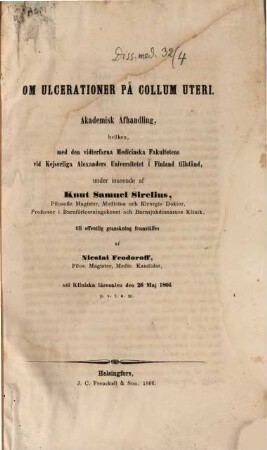 Diss. med. 32/4
OM ULCERATIONER PÅ COLLUM UTERI.
Akademisk Afhandling,
hvilken,
med den vidterfarna Medicinska Fakultetens
vid Kejserliga Alexanders Universitetet i Finland tillstånd,
under inseende af
Knut Samuel Sirelius,
Filosofie Magister, Medicine och Kirurgie Doktor,
Professor i Barnförlossningskonst och Barnsjukdomarnes Klinik,
till offentlig granskning framställes
af
Nicolai Feodoroff,
Filos. Magister, Medic. Kandidat,
uti Kliniska lärosalen den 26 Maj 1866
p. v. t. e. m.
Helsingfors,
J. C. Frenckell & Son, 1866.